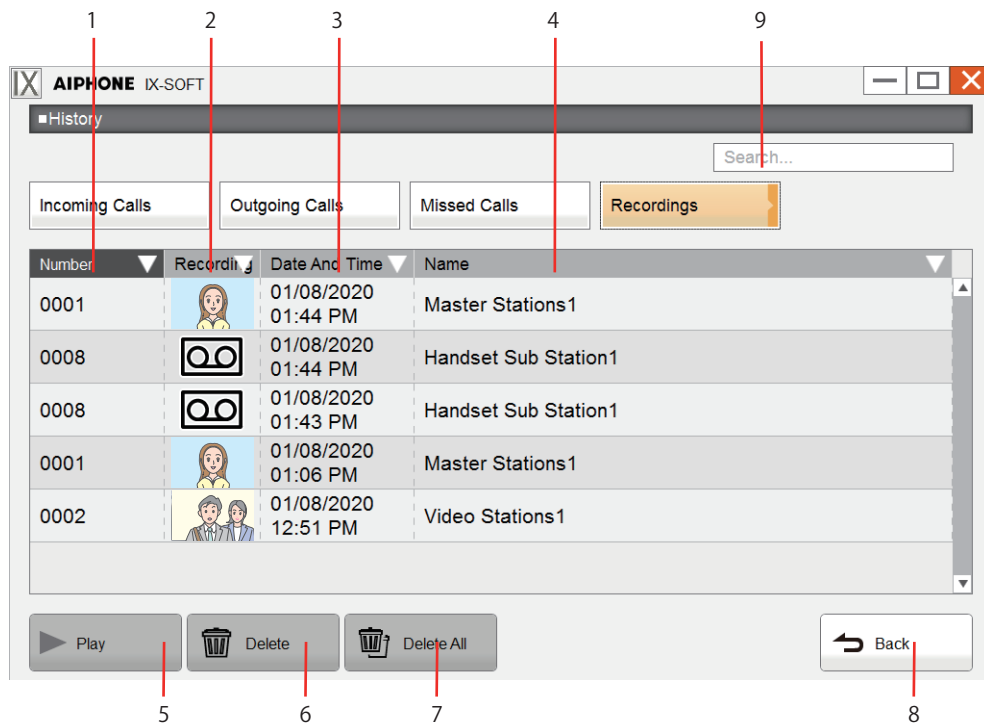 1 2 3 4 9
IX AIPHONE IX-SOFT
■History
Search...
Incoming Calls Outgoing Calls Missed Calls Recordings
Number Recording Date And Time Name
0001 01/08/2020 01:44 PM Master Stations1
0008 01/08/2020 01:44 PM Handset Sub Station1
0008 01/08/2020 01:43 PM Handset Sub Station1
0001 01/08/2020 01:06 PM Master Stations1
0002 01/08/2020 12:51 PM Video Stations1
Play Delete Delete All Back
5 6 7 8